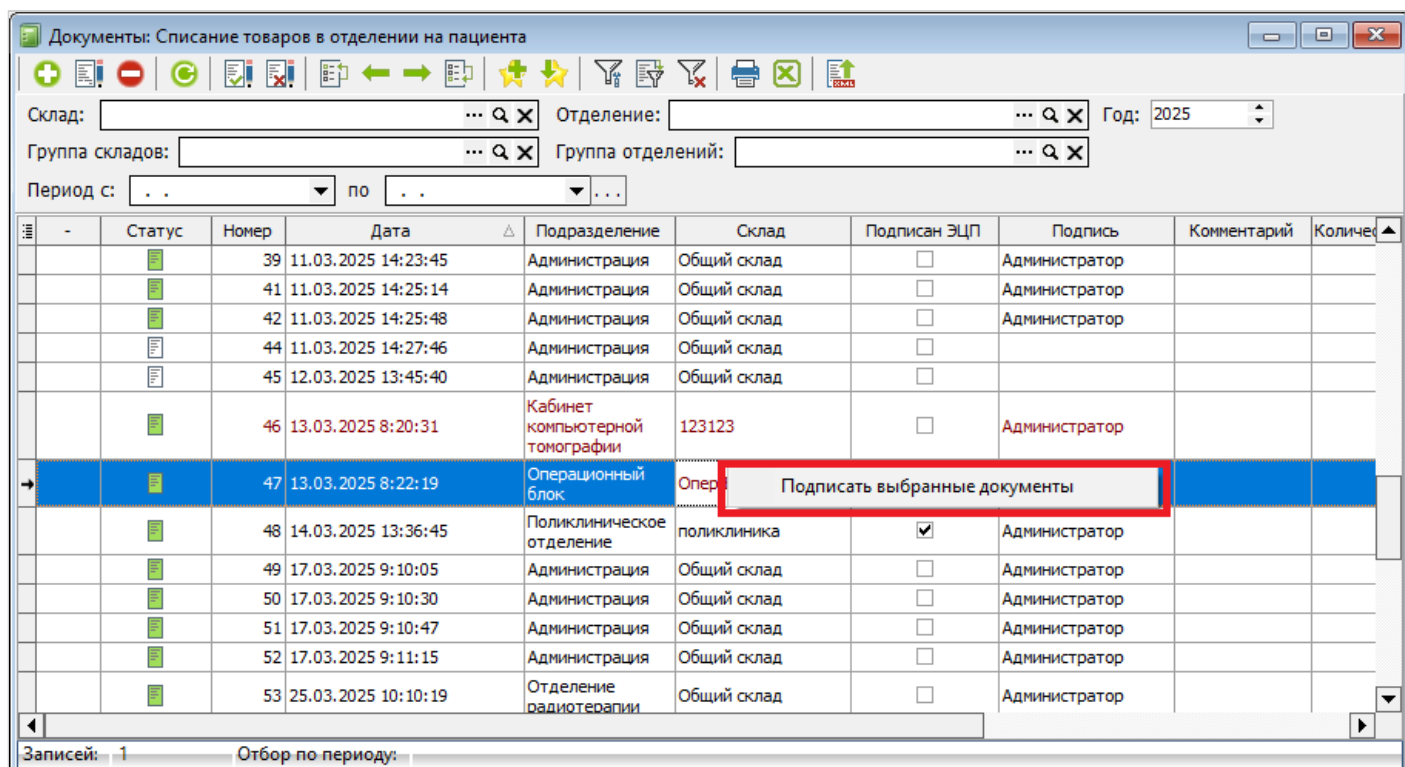 Документы: Списание товаров в отделении на пациента
XML
Склад: ... Отделение: ... Год: 2025
Группа складов: ... Группа отделений: ...
Период с: . . по . . ...
- Статус Номер Дата Подразделение Склад Подписан ЭЦП Подпись Комментарий Количес
39 11.03.2025 14:23:45 Администрация Общий склад Администратор
41 11.03.2025 14:25:14 Администрация Общий склад Администратор
42 11.03.2025 14:25:48 Администрация Общий склад Администратор
44 11.03.2025 14:27:46 Администрация Общий склад
45 12.03.2025 13:45:40 Администрация Общий склад
Кабинет
46 13.03.2025 8:20:31 компьютерной 123123 Администратор
томографии
Операционный
47 13.03.2025 8:22:19 Опер Подписать выбранные документы
блок
Поликлиническое
48 14.03.2025 13:36:45 поликлиника Администратор
отделение
49 17.03.2025 9:10:05 Администрация Общий склад Администратор
50 17.03.2025 9:10:30 Администрация Общий склад Администратор
51 17.03.2025 9:10:47 Администрация Общий склад Администратор
52 17.03.2025 9:11:15 Администрация Общий склад Администратор
Отделение
53 25.03.2025 10:10:19 Общий склад Администратор
радиотерапии
Записей: 1 Отбор по периоду: